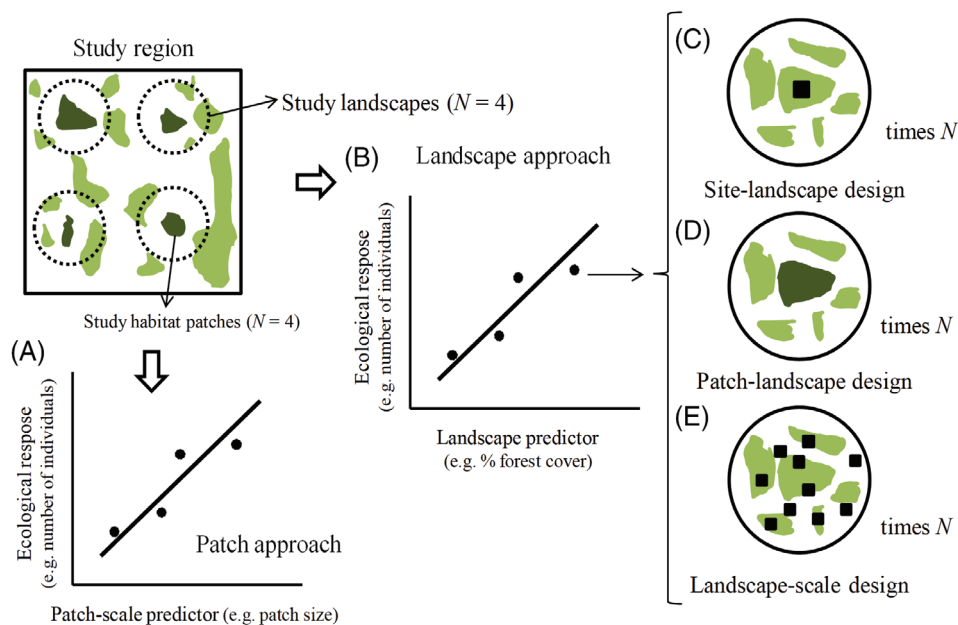 Study region
Study landscapes (N = 4)
Study habitat patches (N = 4)
(A)
Ecological respose
(e.g. number of individuals)
Patch approach
Patch-scale predictor (e.g. patch size)
(B)
Landscape approach
Ecological respose
(e.g. number of individuals)
Landscape predictor
(e.g. % forest cover)
(C)
times N
Site-landscape design
(D)
times N
Patch-landscape design
(E)
times N
Landscape-scale design